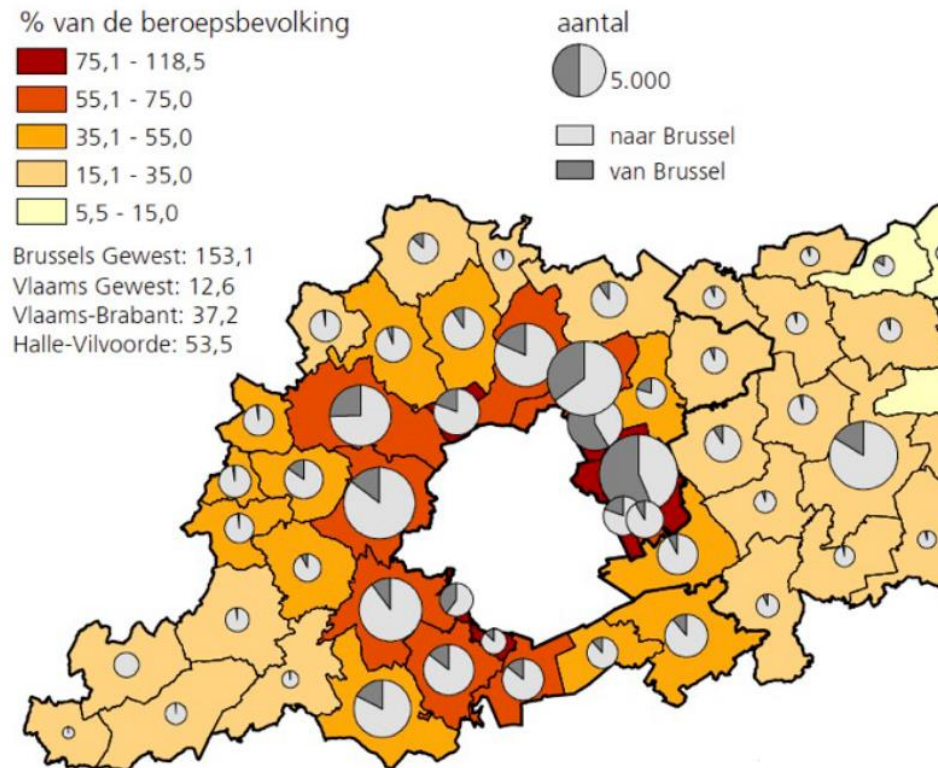 % van de beroepsbevolking
75,1 - 118,5
55,1 - 75,0
35,1 - 55,0
15,1 - 35,0
5,5 - 15,0
Brussels Gewest: 153,1
Vlaams Gewest: 12,6
Vlaams-Brabant: 37,2
Halle-Vilvoorde: 53,5
aantal
5.000
naar Brussel
van Brussel